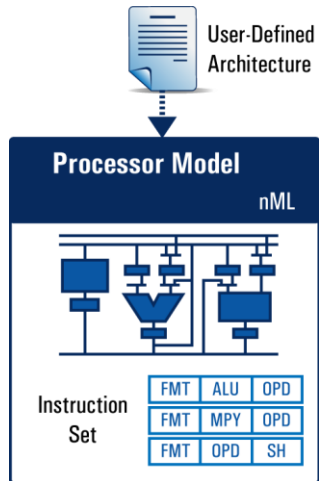 User-Defined
Architecture
Processor Model
nML
Instruction
Set
FMT ALU OPD
FMT MPY OPD
FMT OPD SH